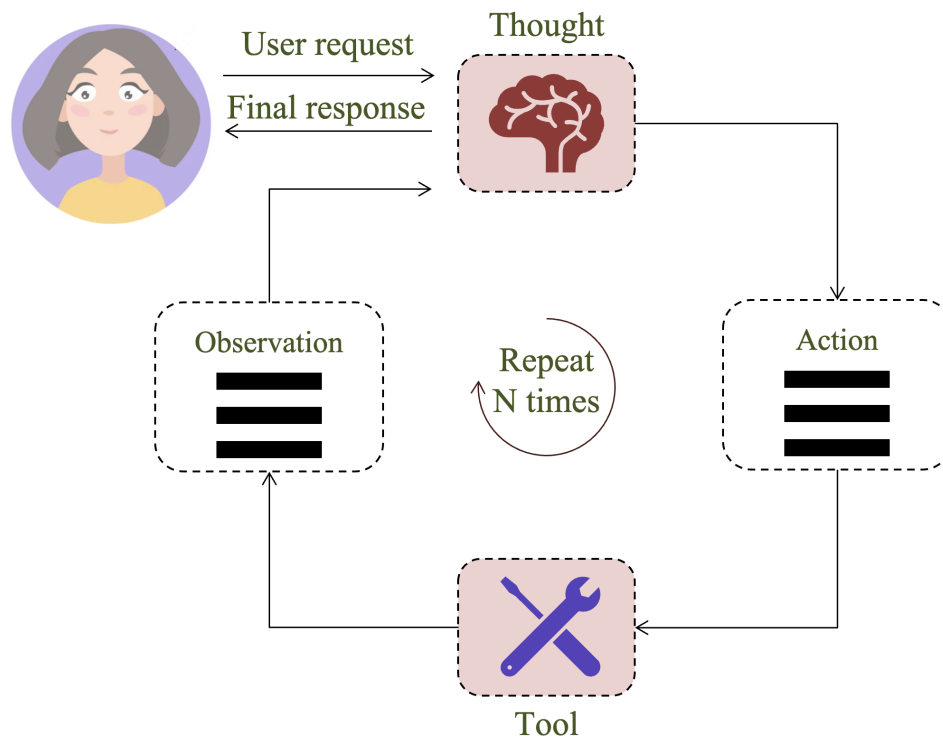 Thought
User request
Final response
Observation
Repeat
N times
Action
Tool